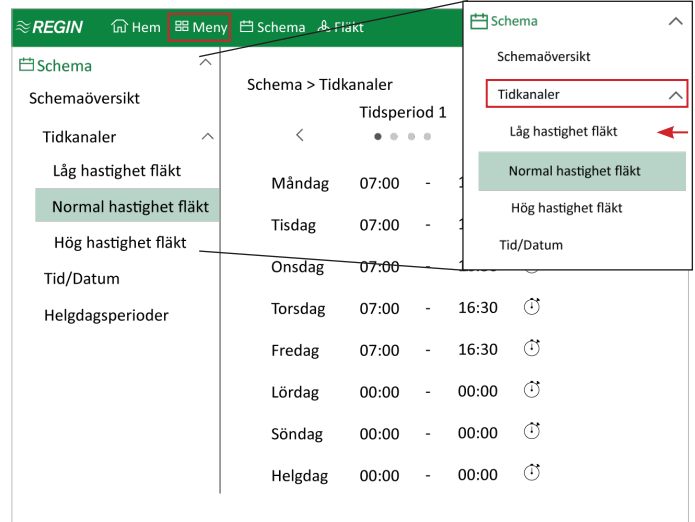 ≈REGIN Hem Meny Schema Fläkt
Schema
Schemaöversikt
Tidkanaler
Låg hastighet fläkt
Normal hastighet fläkt
Hög hastighet fläkt
Tid/Datum
Helgdagsperioder
Schema > Tidkanaler
Tidsperiod 1
Måndag 07:00 -
Tisdag 07:00 -
Onsdag 07:00 -
Torsdag 07:00 - 16:30
Fredag 07:00 - 16:30
Lördag 00:00 - 00:00
Söndag 00:00 - 00:00
Helgdag 00:00 - 00:00
Schema
Schemaöversikt
Tidkanaler
Låg hastighet fläkt
Normal hastighet fläkt
Hög hastighet fläkt
Tid/Datum